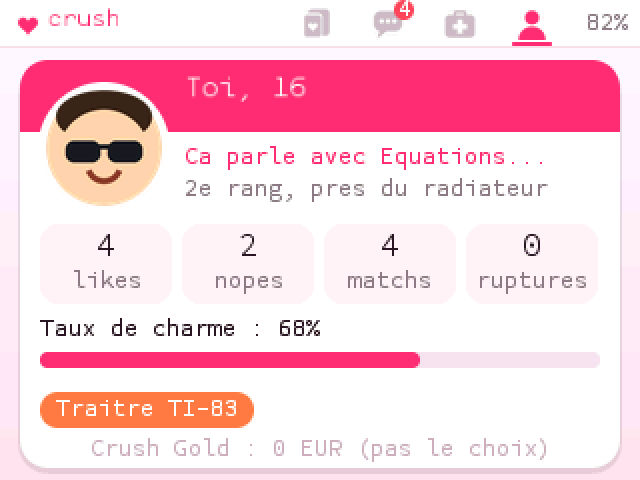 crush
4
82%
Toi, 16
Ca parle avec Equations...
2e rang, pres du radiateur
4 2 4 0
likes nopes matchs ruptures
Taux de charme : 68%
Traitre TI-83
Crush Gold : 0 EUR (pas le choix)